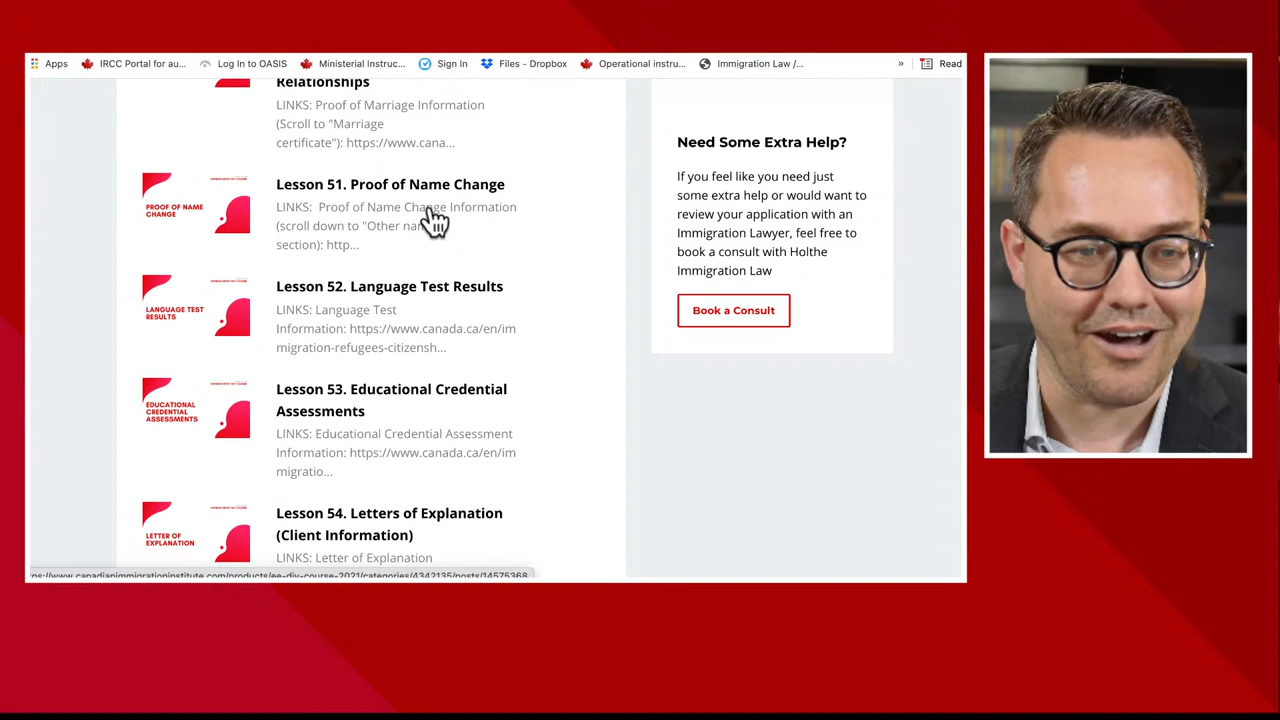 Apps
IRCC Portal for au...
Log In to OASIS
Ministerial Instruc...
Sign In
Files - Dropbox
Operational instru...
Immigration Law /...
»
Read
Relationships
LINKS: Proof of Marriage Information
(Scroll to "Marriage
certificate"): https://www.cana...
PROOF OF NAME
CHANGE
Lesson 51. Proof of Name Change
LINKS:  Proof of Name Change Information
(scroll down to "Other
section): http...
LANGUAGE TEST
RESULTS
Lesson 52. Language Test Results
LINKS: Language Test
Information: https://www.canada.ca/en/im
migration-refugees-citizensh...
EDUCATIONAL
CREDENTIAL
ASSESSMENTS
Lesson 53. Educational Credential
Assessments
LINKS: Educational Credential Assessment
Information: https://www.canada.ca/en/im
migratio...
LETTER OF
EXPLANATION
Lesson 54. Letters of Explanation
(Client Information)
LINKS: Letter of Explanation
Need Some Extra Help?
If you feel like you need just
some extra help or would want to
review your application with an
Immigration Lawyer, feel free to
book a consult with Holthe
Immigration Law
Book a Consult